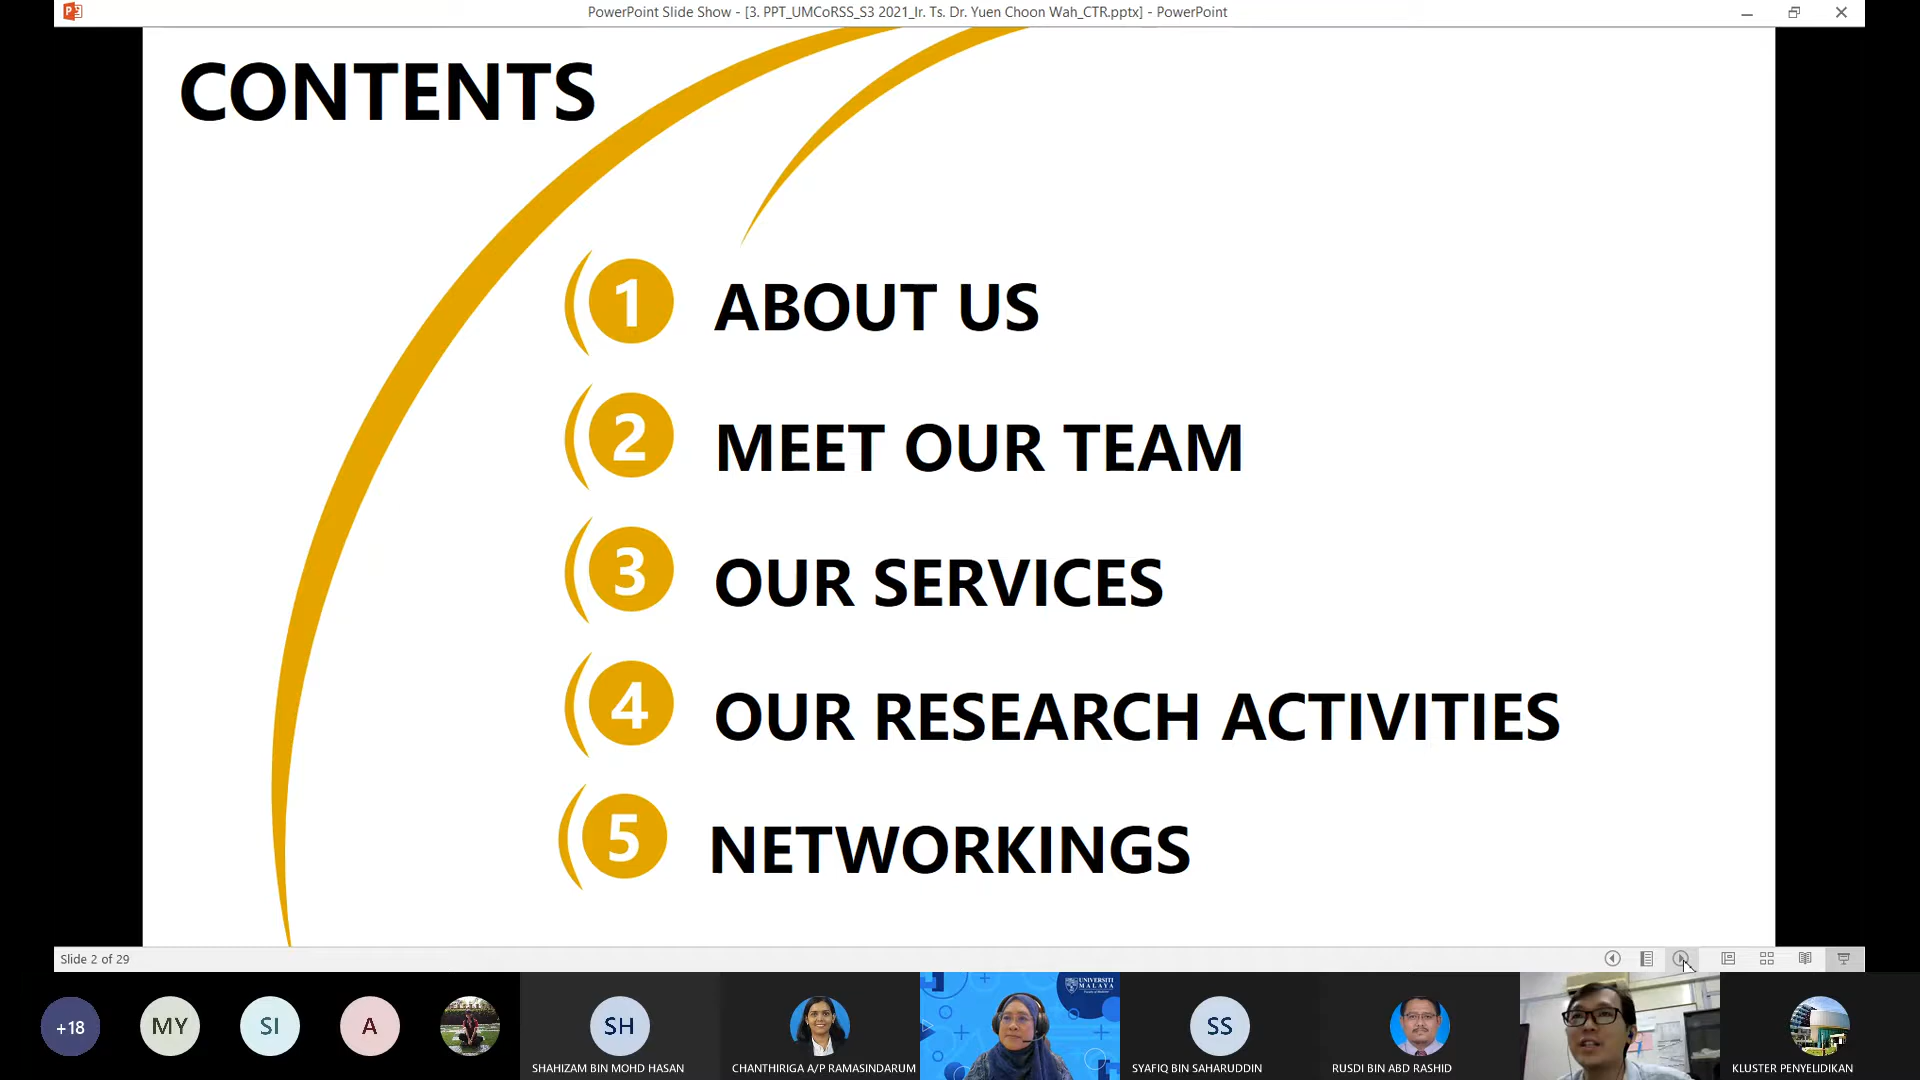 PowerPoint Slide Show - [3. PPT_UMCoRSS_S3 2021_Ir. Ts. Dr. Yuen Choon Wah_CTR.pptx] - PowerPoint
CONTENTS
1 ABOUT US
2 MEET OUR TEAM
3 OUR SERVICES
4 OUR RESEARCH ACTIVITIES
5 NETWORKINGS
Slide 2 of 29
+18
MY
SI
A
SH
SHAHIZAM BIN MOHD HASAN
CHANTHIRIGA A/P RAMASINDARUM
UNIVERSITI
MALAYA
SS
SYAFIQ BIN SAHARUDDIN
RUSDI BIN ABD RASHID
KLUSTER PENYELIDIKAN